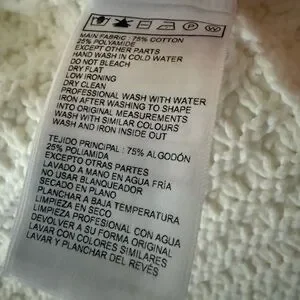 MAIN FABRIC : 75% COTTON
25% POLYAMIDE
EXCEPT OTHER PARTS
HAND WASH IN COLD WATER
DO NOT BLEACH
DRY FLAT
LOW IRONING
DRY CLEAN
PROFESSIONAL WASH WITH WATER
IRON AFTER WASHING TO SHAPE
INTO ORIGINAL MEASUREMENTS
WASH WITH SIMILAR COLOURS
WASH AND IRON INSIDE OUT
TEJIDO PRINCIPAL : 75% ALGODÓN
25% POLIAMIDA
EXCEPTO OTRAS PARTES
LAVADO A MANO EN AGUA FRÍA
NO USAR BLANQUEADOR
SECADO EN PLANO
PLANCHAR A BAJA TEMPERATURA
LIMPIEZA EN SECO
LIMPIEZA PROFESIONAL CON AGUA
DEVOLVER A SU FORMA ORIGINAL
LAVAR CON COLORES SIMILARES
LAVAR Y PLANCHAR DEL REVÉS